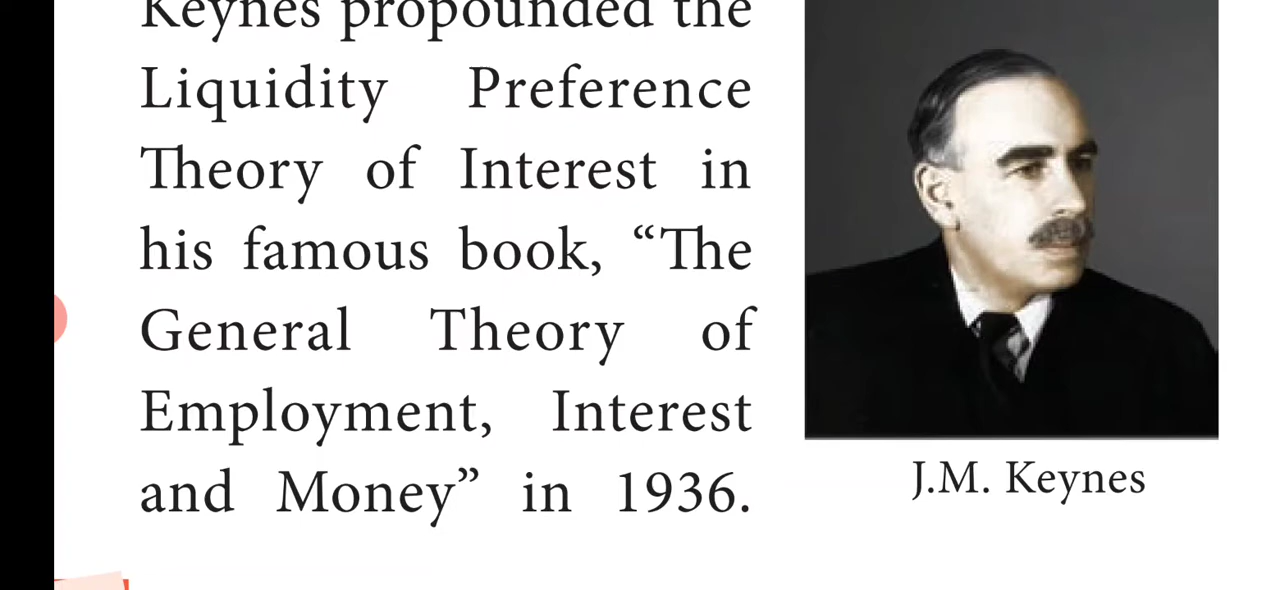 Keynes propounded the
Liquidity Preference
Theory of Interest in
his famous book, “The
General Theory of
Employment, Interest
and Money” in 1936.
J.M. Keynes